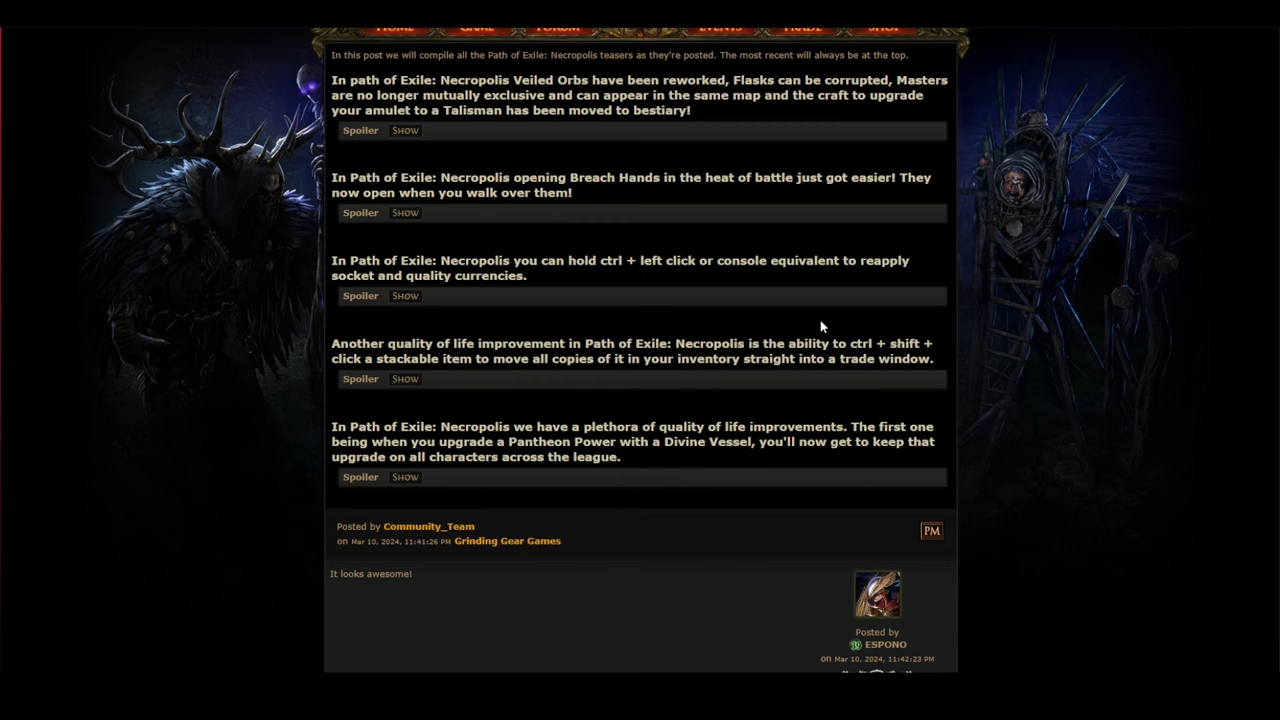 HOME GAME FORUM EVENTS TRADE SHOP
In this post we will compile all the Path of Exile: Necropolis teasers as they're posted. The most recent will always be at the top.
In path of Exile: Necropolis Veiled Orbs have been reworked, Flasks can be corrupted, Masters
are no longer mutually exclusive and can appear in the same map and the craft to upgrade
your amulet to a Talisman has been moved to bestiary!
Spoiler SHOW
In Path of Exile: Necropolis opening Breach Hands in the heat of battle just got easier! They
now open when you walk over them!
Spoiler SHOW
In Path of Exile: Necropolis you can hold ctrl + left click or console equivalent to reapply
socket and quality currencies.
Spoiler SHOW
Another quality of life improvement in Path of Exile: Necropolis is the ability to ctrl + shift +
click a stackable item to move all copies of it in your inventory straight into a trade window.
Spoiler SHOW
In Path of Exile: Necropolis we have a plethora of quality of life improvements. The first one
being when you upgrade a Pantheon Power with a Divine Vessel, you'll now get to keep that
upgrade on all characters across the league.
Spoiler SHOW
Posted by Community_Team
on Mar 10, 2024, 11:41:26 PM Grinding Gear Games
PM
It looks awesome!
Posted by
ESPONO
on Mar 10, 2024, 11:42:23 PM